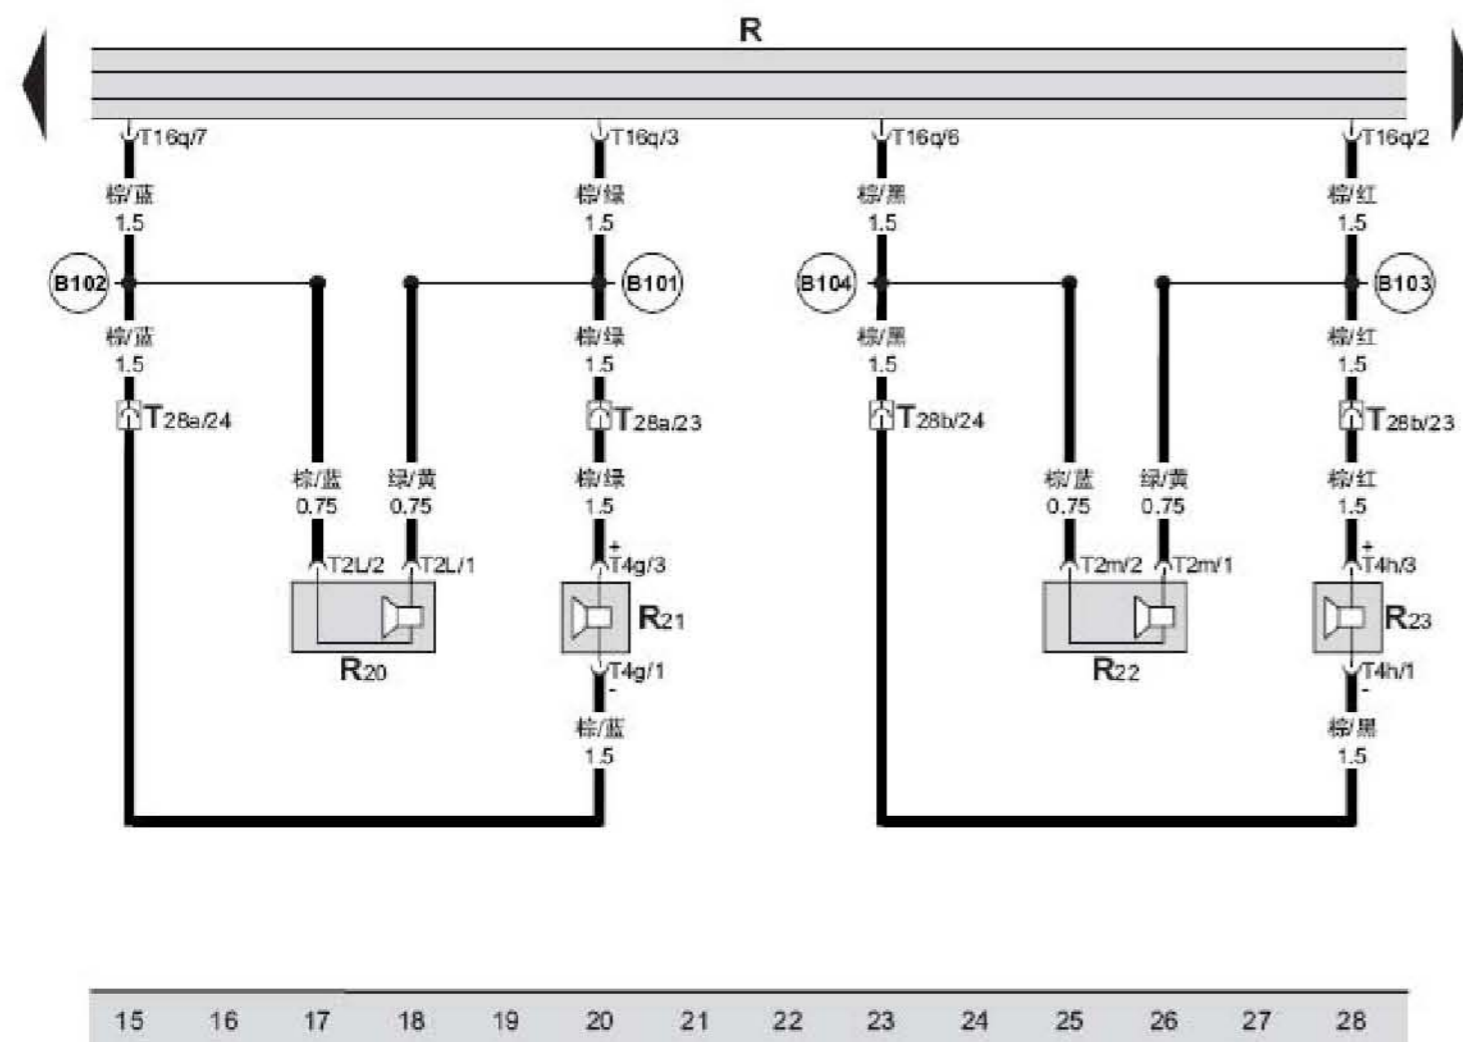 R
T16q/7 T16q/3 T16q/6 T16q/2
棕/蓝 棕/绿 棕/黑 棕/红
1.5 1.5 1.5 1.5
B102 B101 B104 B103
棕/蓝 棕/绿 棕/黑 棕/红
1.5 1.5 1.5 1.5
T28a/24 T28a/23 T28b/24 T28b/23
棕/蓝 绿/黄 棕/绿 棕/蓝 绿/黄 棕/红
0.75 0.75 1.5 0.75 0.75 1.5
+ +
T2L/2 T2L/1 T4g/3 T2m/2 T2m/1 T4h/3
R21 R23
R20 T4g/1 R22 T4h/1
- -
棕/蓝 棕/黑
1.5 1.5
15 16 17 18 19 20 21 22 23 24 25 26 27 28